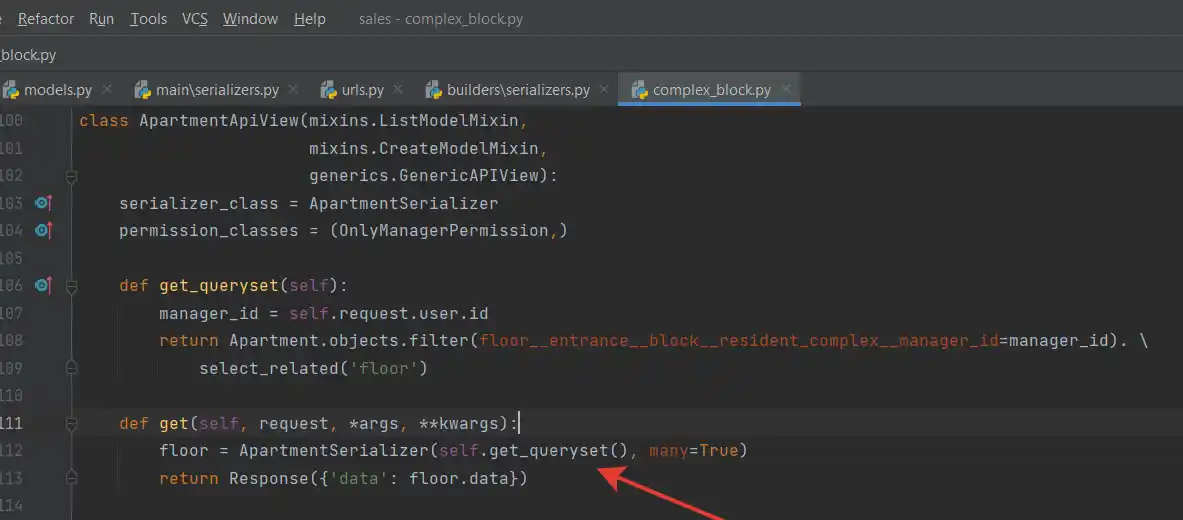 Refactor Run Tools VCS Window Help sales - complex_block.py
_block.py
models.py main\serializers.py urls.py builders\serializers.py complex_block.py
100 class ApartmentApiView(mixins.ListModelMixin,
101 mixins.CreateModelMixin,
102 generics.GenericAPIView):
103 serializer_class = ApartmentSerializer
104 permission_classes = (OnlyManagerPermission,)
105
106 def get_queryset(self):
107 manager_id = self.request.user.id
108 return Apartment.objects.filter(floor__entrance__block__resident_complex__manager_id=manager_id). \
109 select_related('floor')
110
111 def get(self, request, *args, **kwargs):
112 floor = ApartmentSerializer(self.get_queryset(), many=True)
113 return Response({'data': floor.data})
114